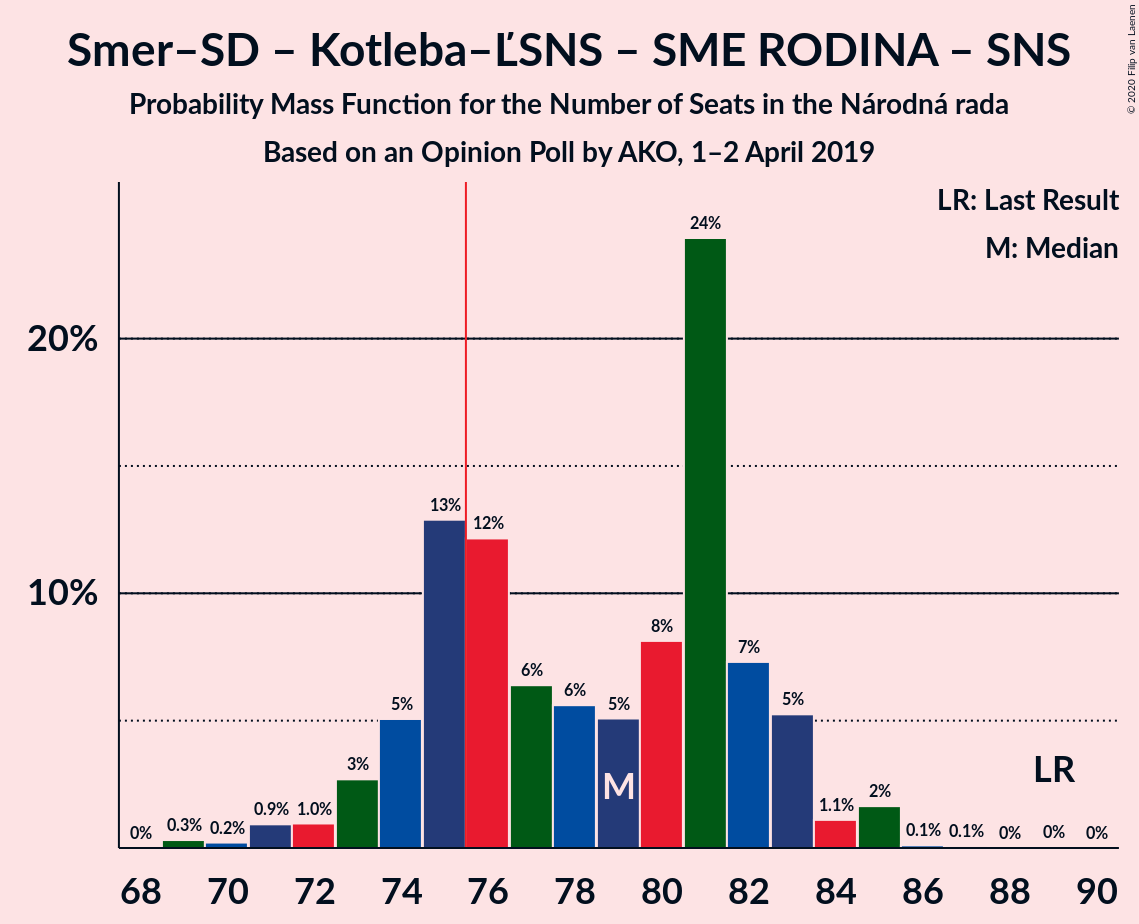 Smer–SD – Kotleba–ĽSNS – SME RODINA – SNS
Probability Mass Function for the Number of Seats in the Národná rada
Based on an Opinion Poll by AKO, 1–2 April 2019
© 2020 Filip van Laenen
LR: Last Result
M: Median
20%
10%
0%
0.3%
0.2%
0.9%
1.0%
3%
5%
13%
12%
6%
6%
5%
8%
24%
7%
5%
1.1%
2%
0.1%
0.1%
0%
0%
0%
M
LR
68 70 72 74 76 78 80 82 84 86 88 90